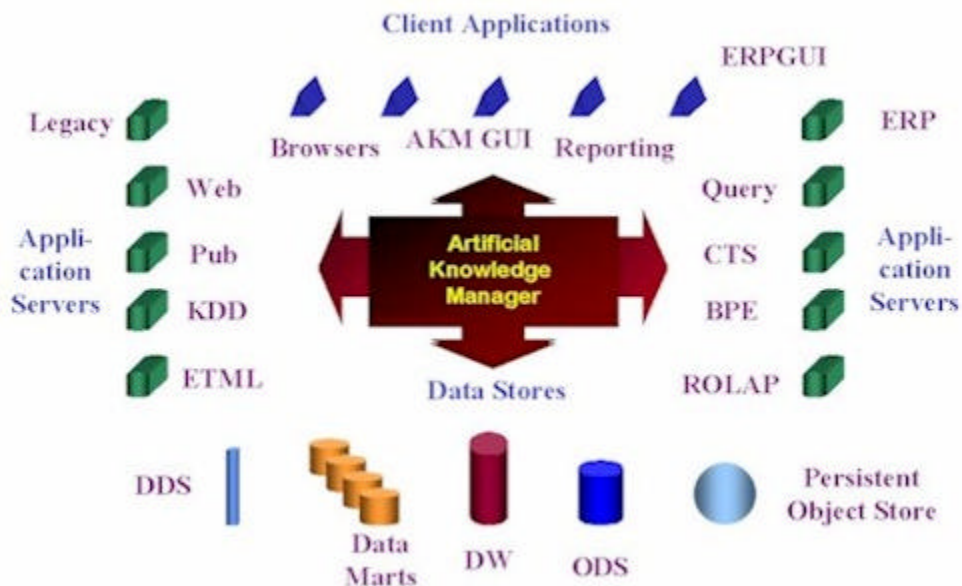 Client Applications
ERPGUI
Legacy
Browsers
AKM GUI
Reporting
ERP
Web
Query
Appli-
cation
Servers
Pub
KDD
ETML
Artificial
Knowledge
Manager
CTS
BPE
ROLAP
Appli-
cation
Servers
Data Stores
DDS
Data
Marts
DW
ODS
Persistent
Object Store